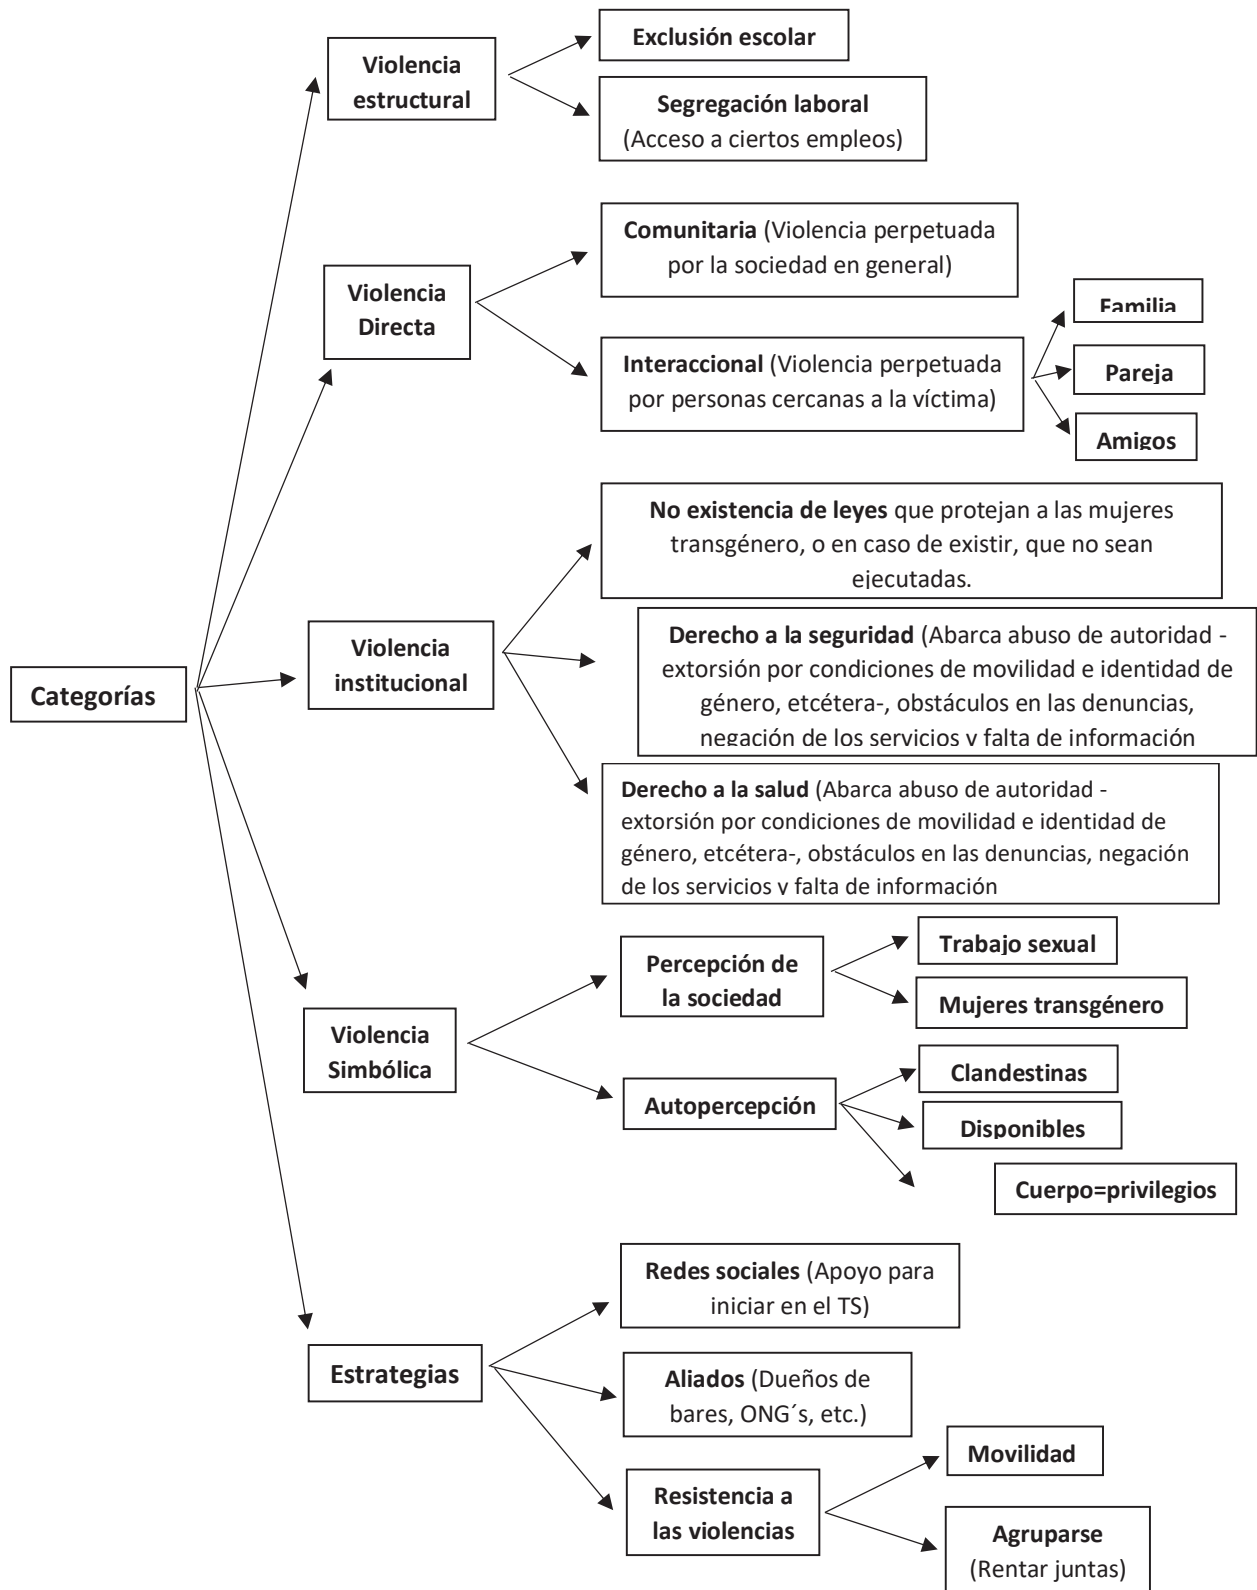 Categorías
Violencia
estructural
Exclusión escolar
Segregación laboral
(Acceso a ciertos empleos)
Violencia
Directa
Comunitaria (Violencia perpetuada
por la sociedad en general)
Interaccional (Violencia perpetuada
por personas cercanas a la víctima)
Familia
Pareja
Amigos
Violencia
institucional
No existencia de leyes que protejan a las mujeres
transgénero, o en caso de existir, que no sean
ejecutadas.
Derecho a la seguridad (Abarca abuso de autoridad -
extorsión por condiciones de movilidad e identidad de
género, etcétera-, obstáculos en las denuncias,
negación de los servicios y falta de información
Derecho a la salud (Abarca abuso de autoridad -
extorsión por condiciones de movilidad e identidad de
género, etcétera-, obstáculos en las denuncias, negación
de los servicios y falta de información
Violencia
Simbólica
Percepción de
la sociedad
Trabajo sexual
Mujeres transgénero
Autopercepción
Clandestinas
Disponibles
Cuerpo=privilegios
Estrategias
Redes sociales (Apoyo para
iniciar en el TS)
Aliados (Dueños de
bares, ONG´s, etc.)
Resistencia a
las violencias
Movilidad
Agruparse
(Rentar juntas)